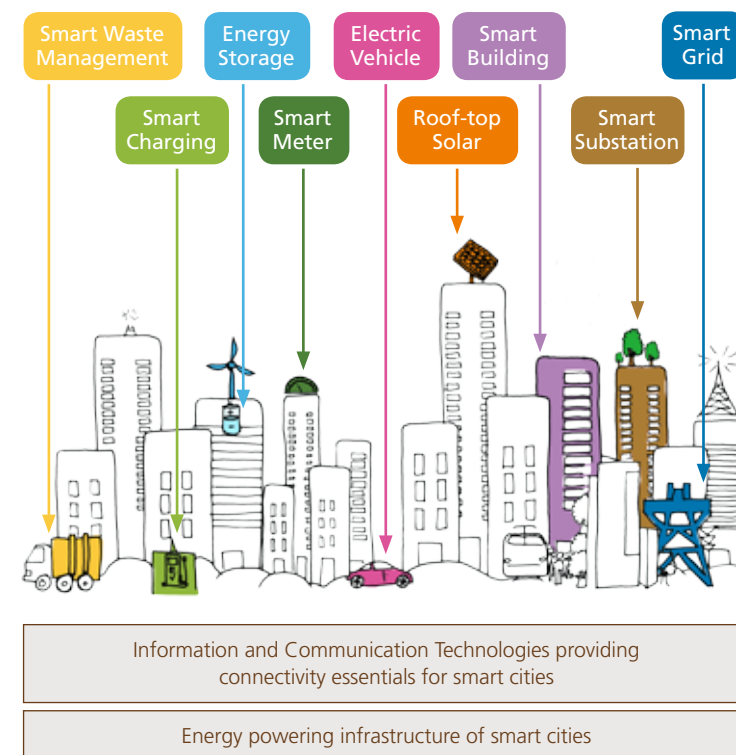 Smart Waste
Management
Energy
Storage
Electric
Vehicle
Smart
Building
Smart
Grid
Smart
Charging
Smart
Meter
Roof-top
Solar
Smart
Substation
Information and Communication Technologies providing
connectivity essentials for smart cities
Energy powering infrastructure of smart cities